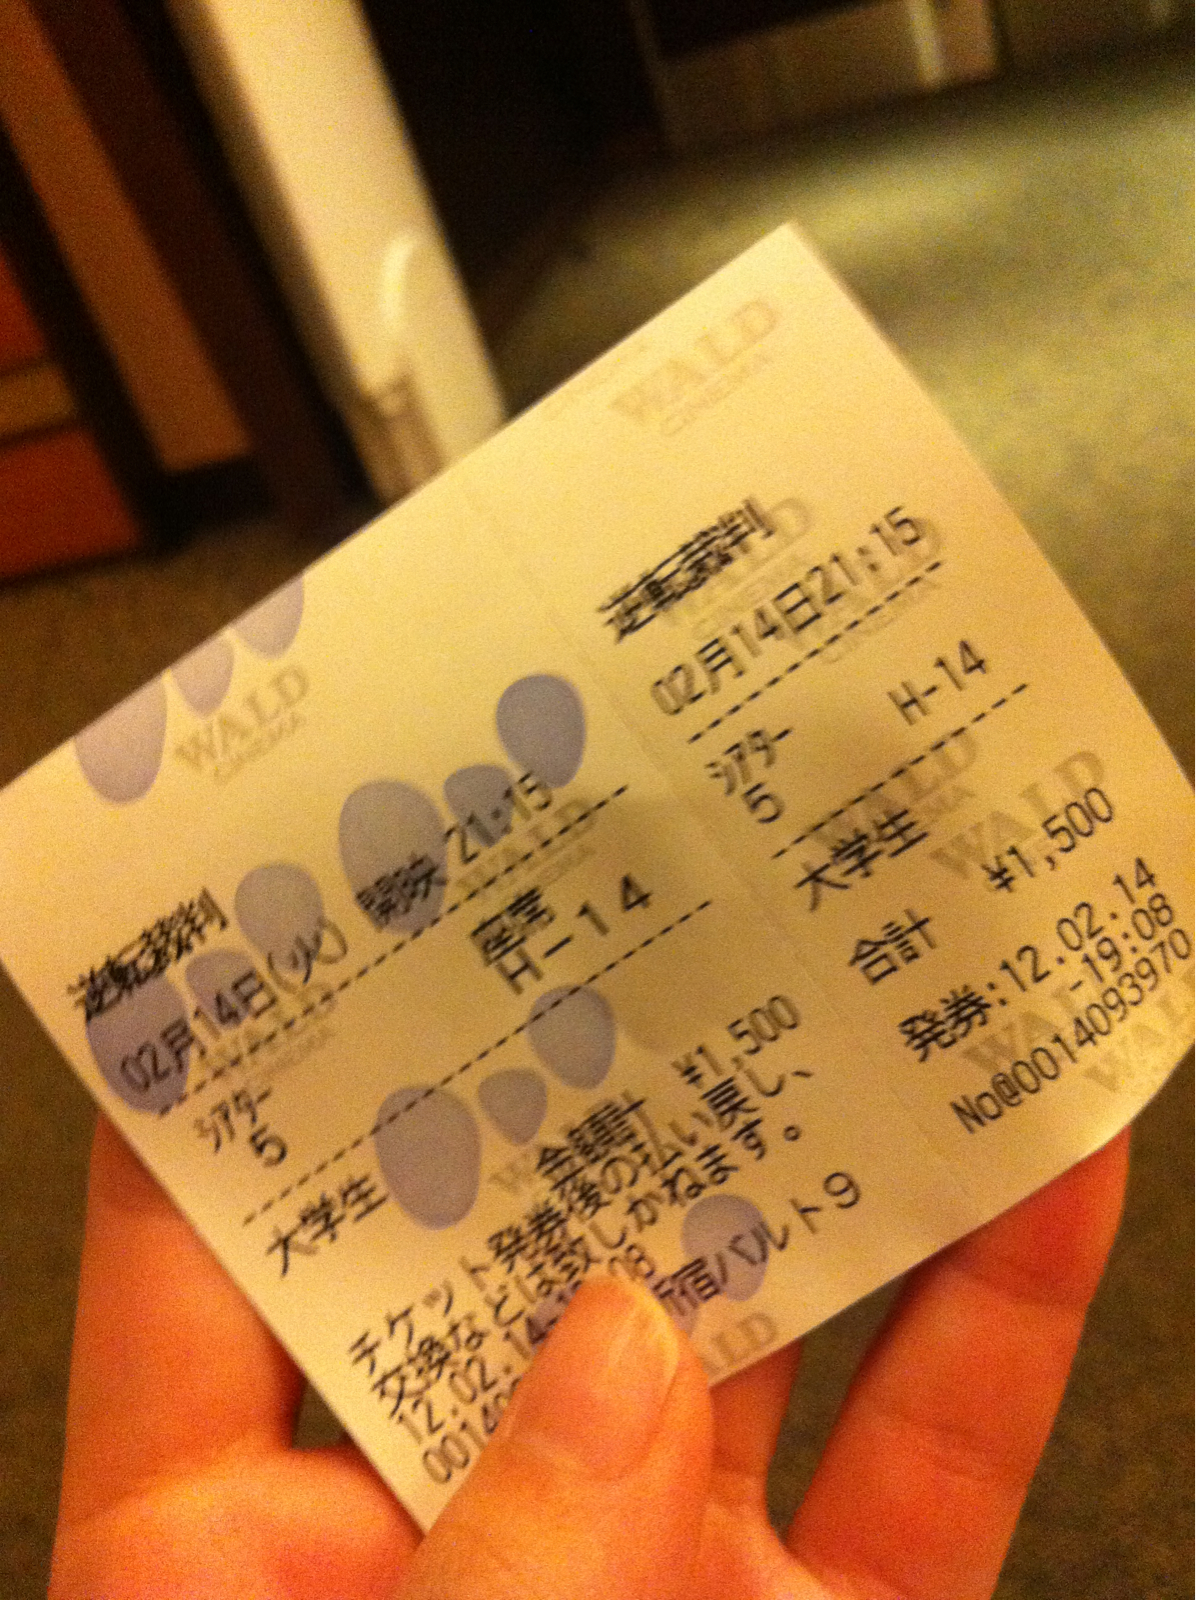 WALD
CINEMA
逆転裁判
02月14日(火) 開映 21:15
シアター 座席
5 H-14
大学生 ¥1,500
金額計
チケット発券後の払い戻し、
交換などは致しかねます。
12.02.14-
新宿バルト9
WALD
CINEMA
逆転裁判
02月14日21:15
シアター H-14
5
大学生 ¥1,500
合計
発券:12.02.14
-19:08
No@0014093970